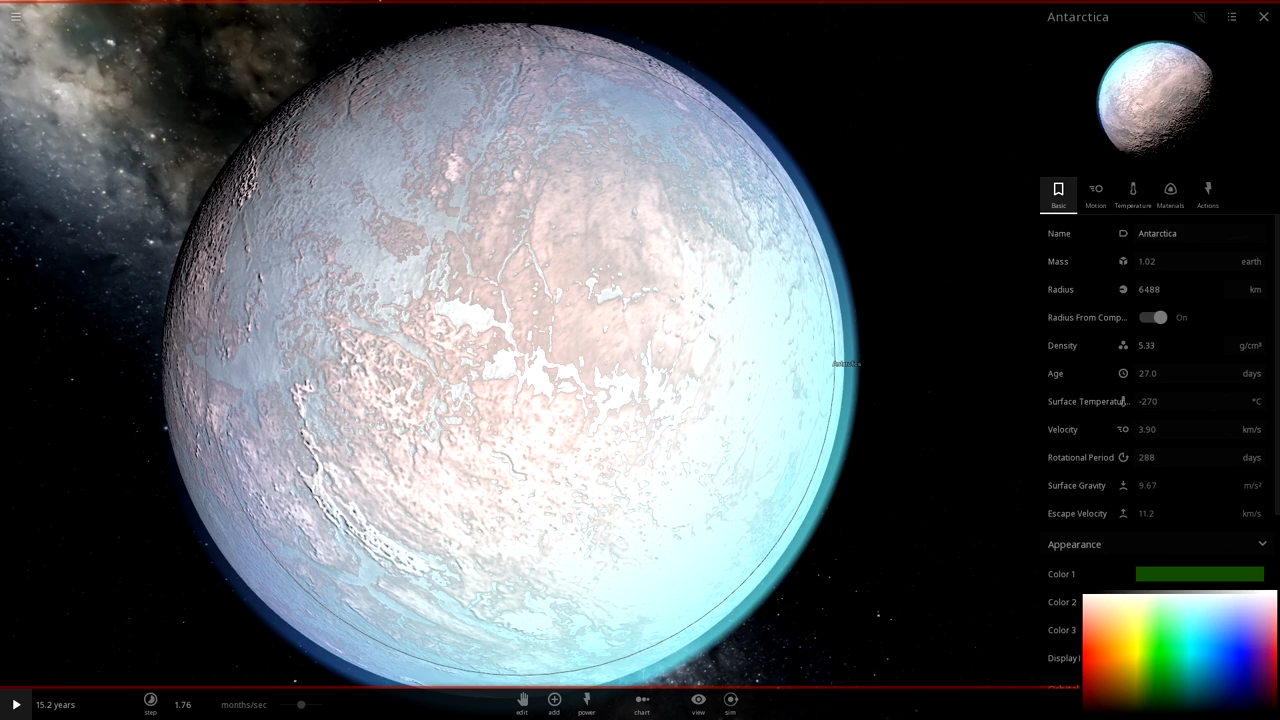 Antarctica
Basic Motion Temperature Materials Actions
Name Antarctica
Mass 1.02 earth
Radius 6488 km
Radius From Comp... On
Density 5.33 g/cm³
Age 27.0 days
Surface Temperatu... -270 °C
Velocity 3.90 km/s
Rotational Period 288 days
Surface Gravity 9.67 m/s²
Escape Velocity 11.2 km/s
Appearance
Color 1
Color 2
Color 3
Display
Antarctica
15.2 years step 1.76 months/sec edit add power chart view sim